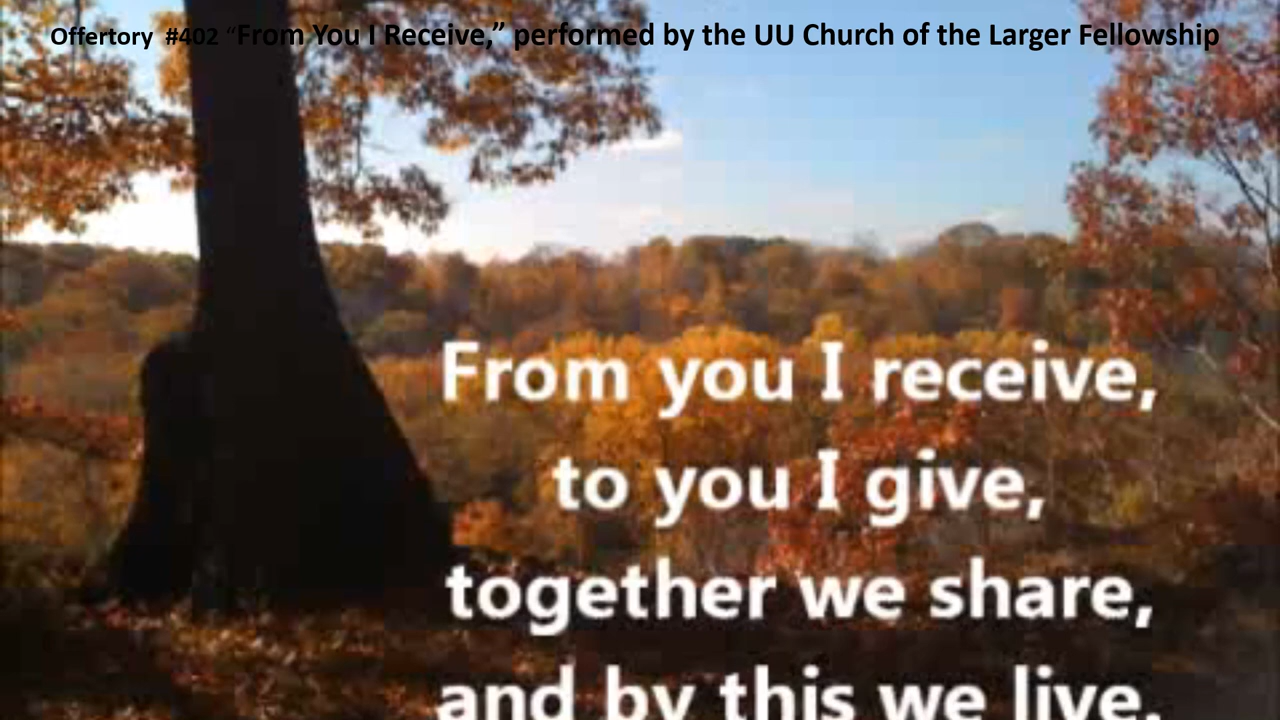 Offertory #402 “From You I Receive,” performed by the UU Church of the Larger Fellowship
From you I receive,
to you I give,
together we share,
and by this we live.